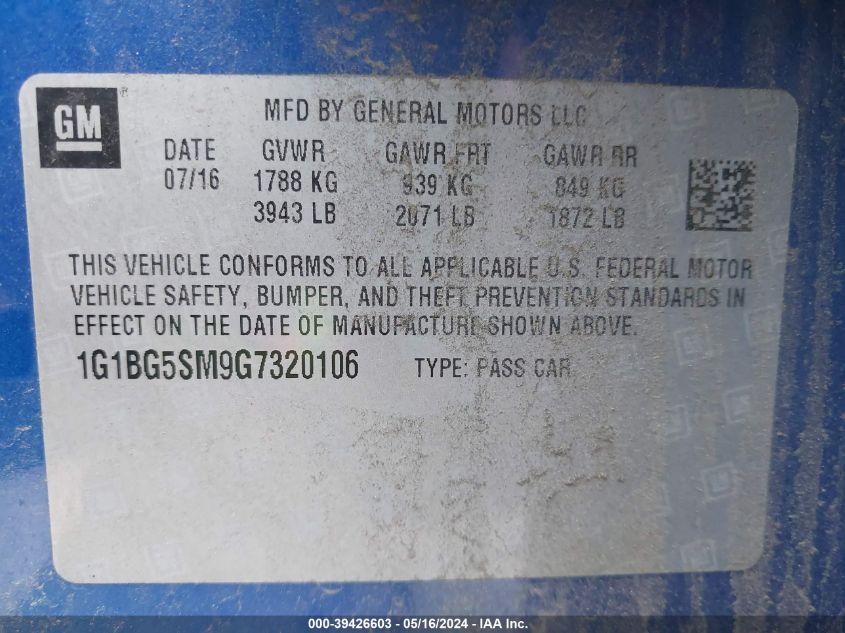 GM ®
MFD BY GENERAL MOTORS LLC
DATE GVWR GAWR FRT GAWR RR
07/16 1788 KG 939 KG 849 KG
3943 LB 2071 LB 1872 LB
THIS VEHICLE CONFORMS TO ALL APPLICABLE U.S. FEDERAL MOTOR
VEHICLE SAFETY, BUMPER, AND THEFT PREVENTION STANDARDS IN
EFFECT ON THE DATE OF MANUFACTURE SHOWN ABOVE.
1G1BG5SM9G7320106 TYPE: PASS CAR
000-39426603 - 05/16/2024 - IAA Inc.